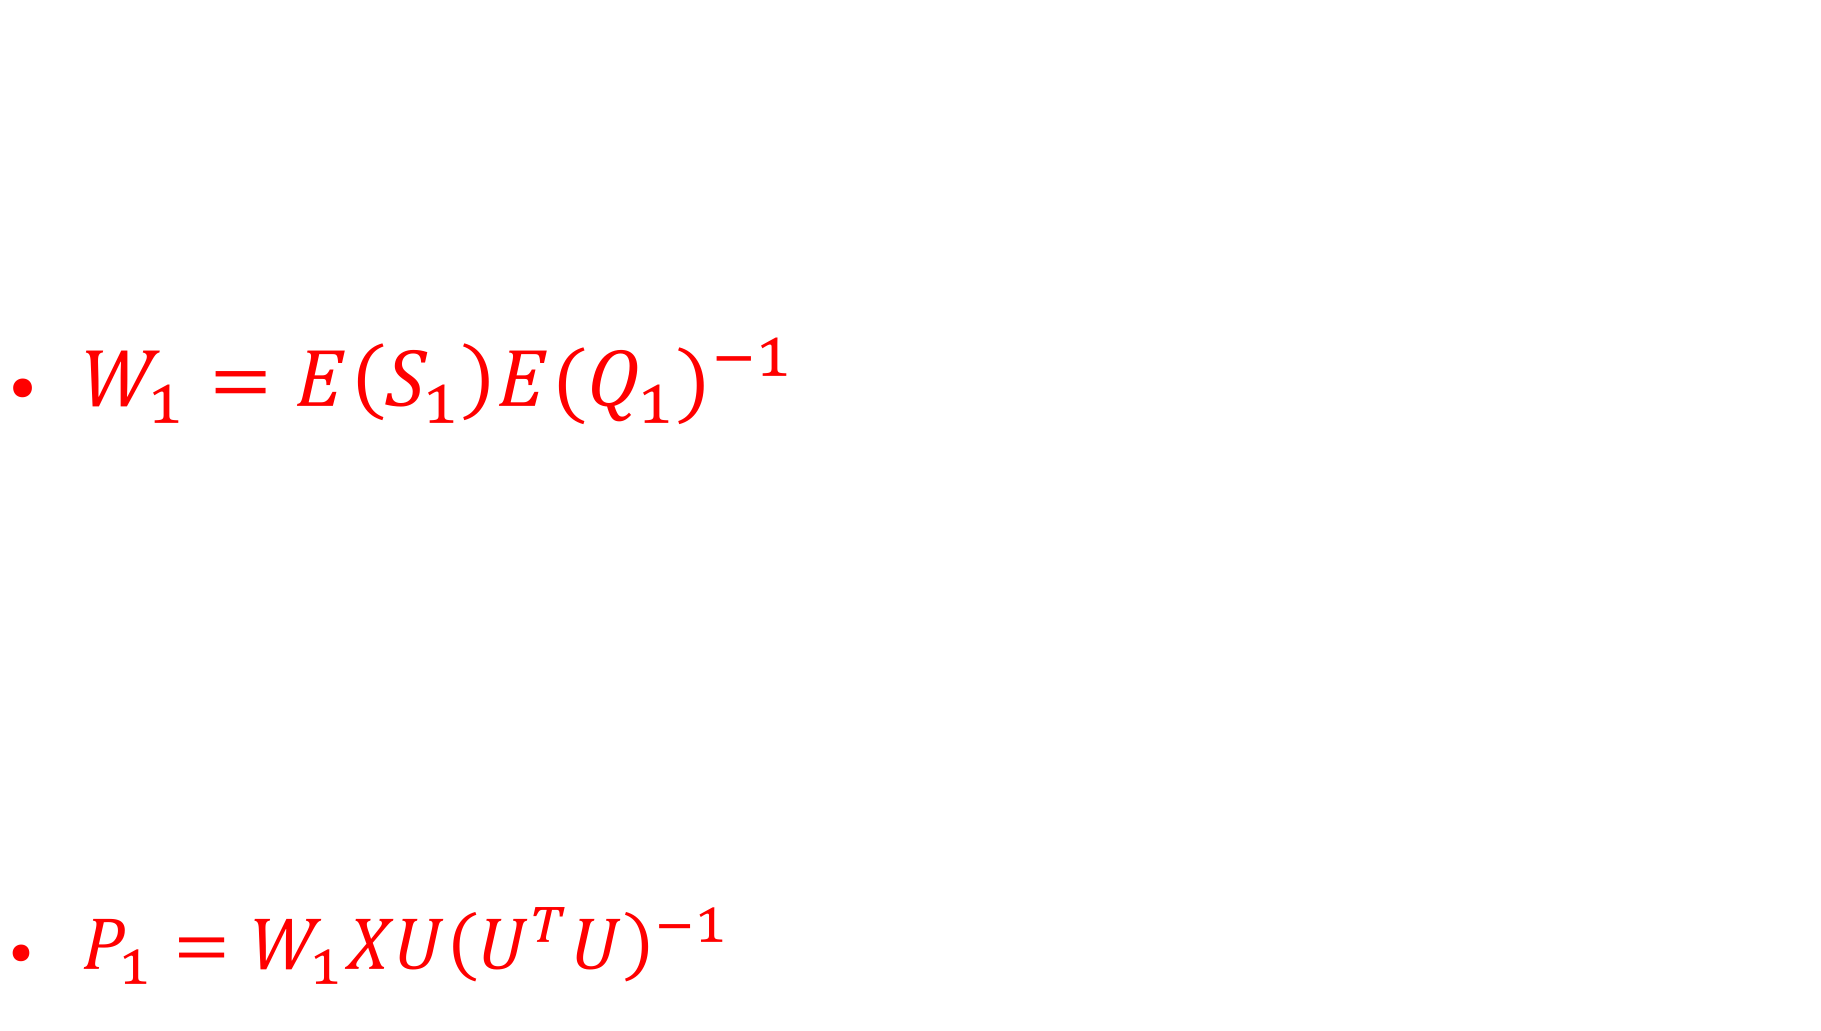 • W₁ = E(S₁)E(Q₁)⁻¹
• P₁ = W₁XU(UᵀU)⁻¹